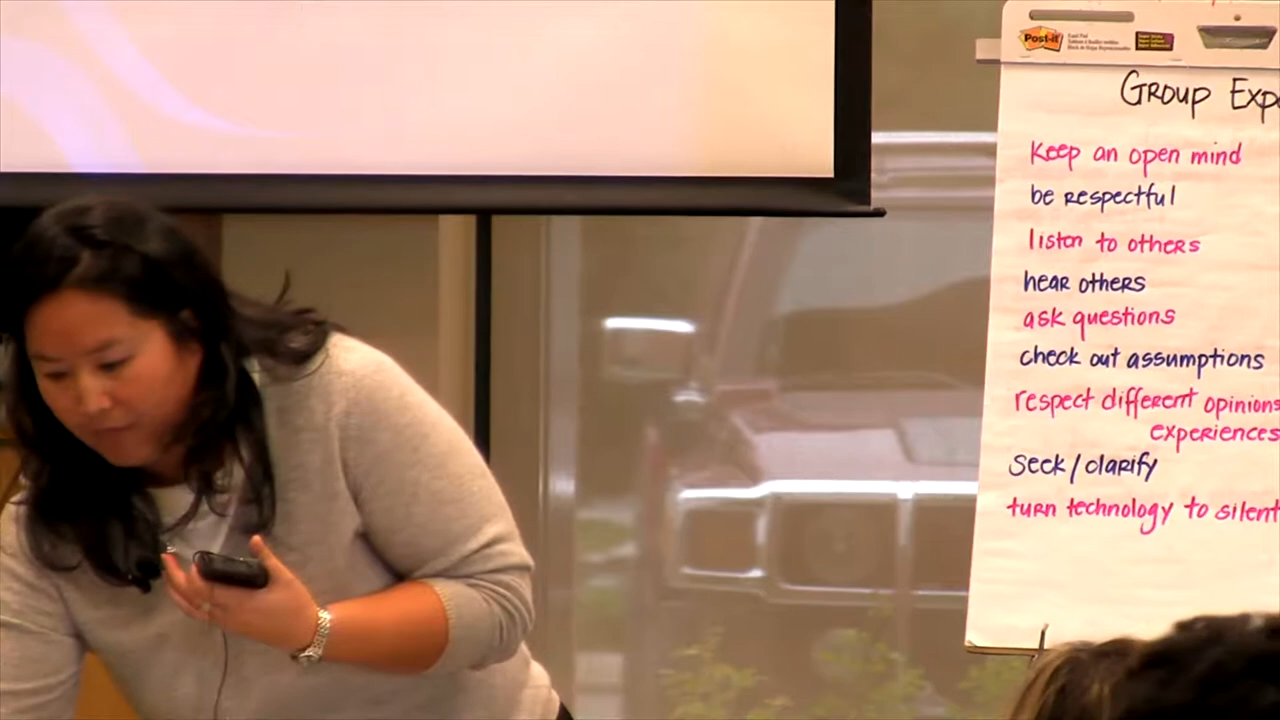 Post-it
GROUP EXP
Keep an open mind
be respectful
listen to others
hear others
ask questions
check out assumptions
respect different opinions
experiences
seek/clarify
turn technology to silent